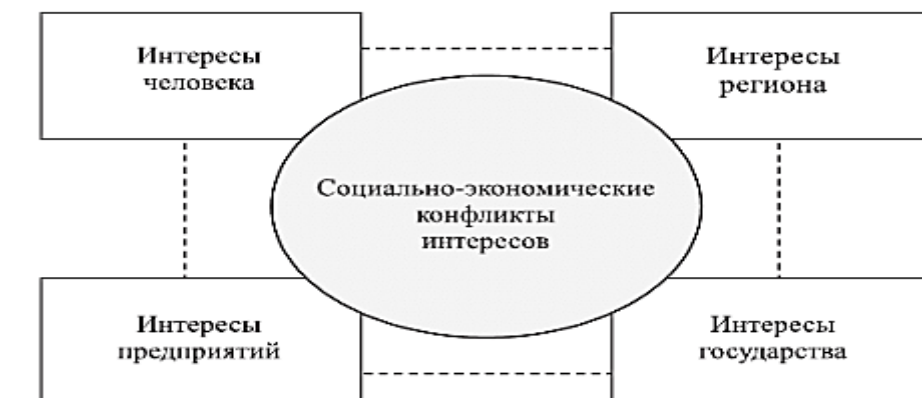 Интересы
человека
Интересы
региона
Социально-экономические
конфликты
интересов
Интересы
предприятий
Интересы
государства